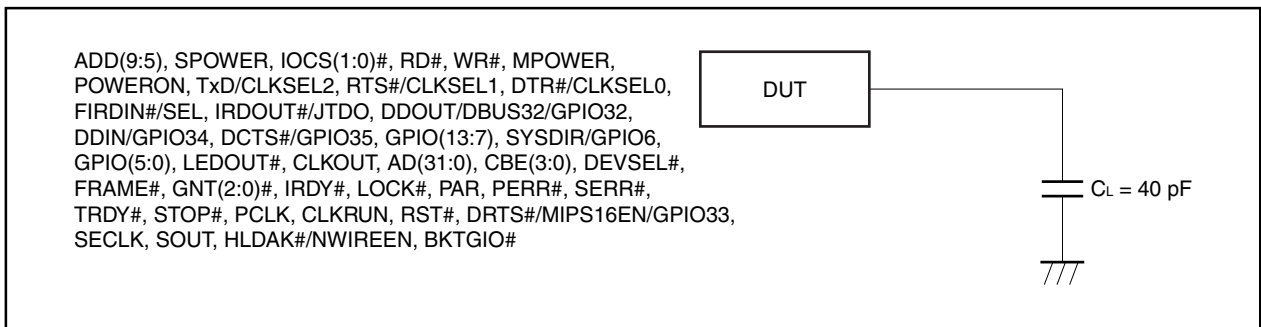 ADD(9:5), SPOWER, IOCS(1:0)#, RD#, WR#, MPOWER,
POWERON, TxD/CLKSEL2, RTS#/CLKSEL1, DTR#/CLKSEL0,
FIRDIN#/SEL, IRDOUT#/JTDO, DDOUT/DBUS32/GPIO32,
DDIN/GPIO34, DCTS#/GPIO35, GPIO(13:7), SYSDIR/GPIO6,
GPIO(5:0), LEDOUT#, CLKOUT, AD(31:0), CBE(3:0), DEVSEL#,
FRAME#, GNT(2:0)#, IRDY#, LOCK#, PAR, PERR#, SERR#,
TRDY#, STOP#, PCLK, CLKRUN, RST#, DRTS#/MIPS16EN/GPIO33,
SECLK, SOUT, HLDAK#/NWIREEN, BKTGIO#
DUT
CL = 40 pF